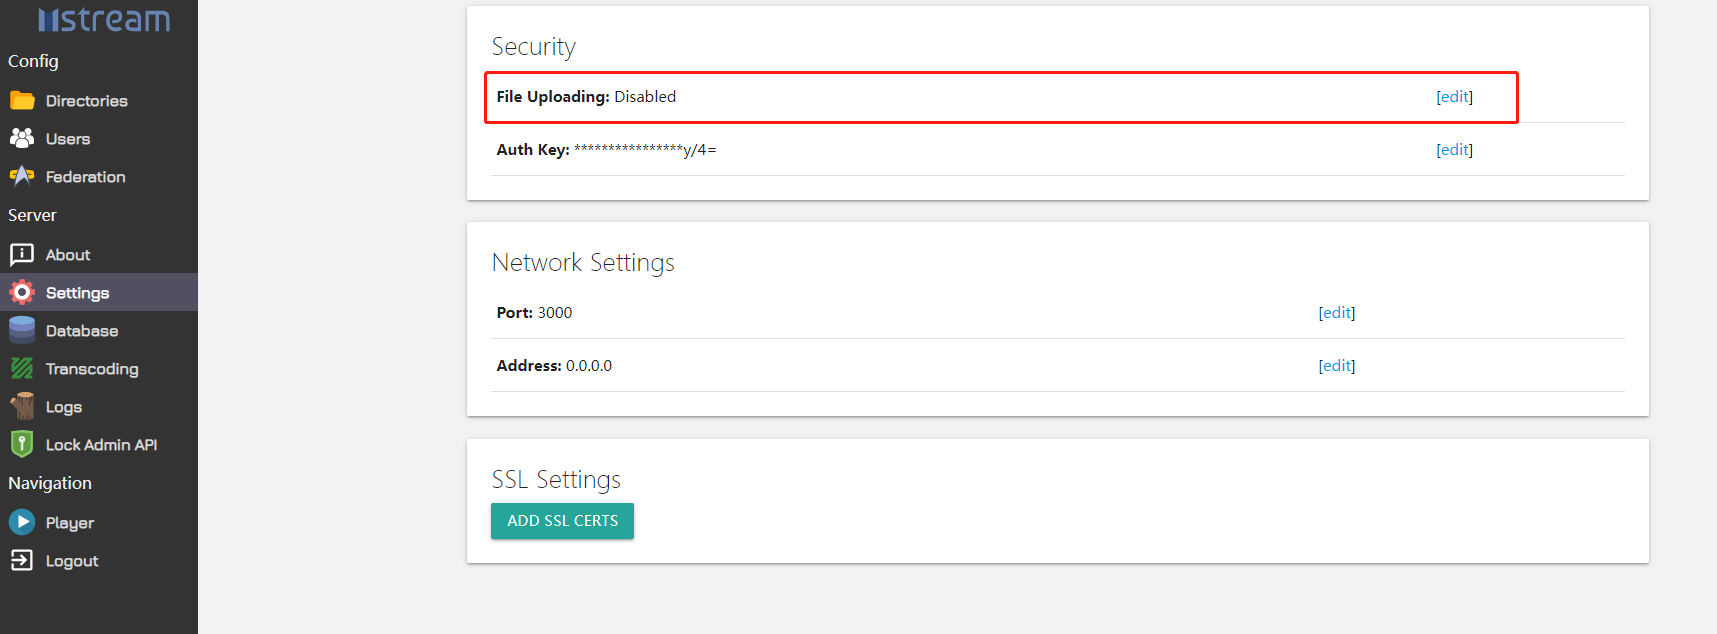 mstream
Config
Directories
Users
Federation
Server
About
Settings
Database
Transcoding
Logs
Lock Admin API
Navigation
Player
Logout
Security
File Uploading: Disabled [edit]
Auth Key: ****************y/4= [edit]
Network Settings
Port: 3000 [edit]
Address: 0.0.0.0 [edit]
SSL Settings
ADD SSL CERTS